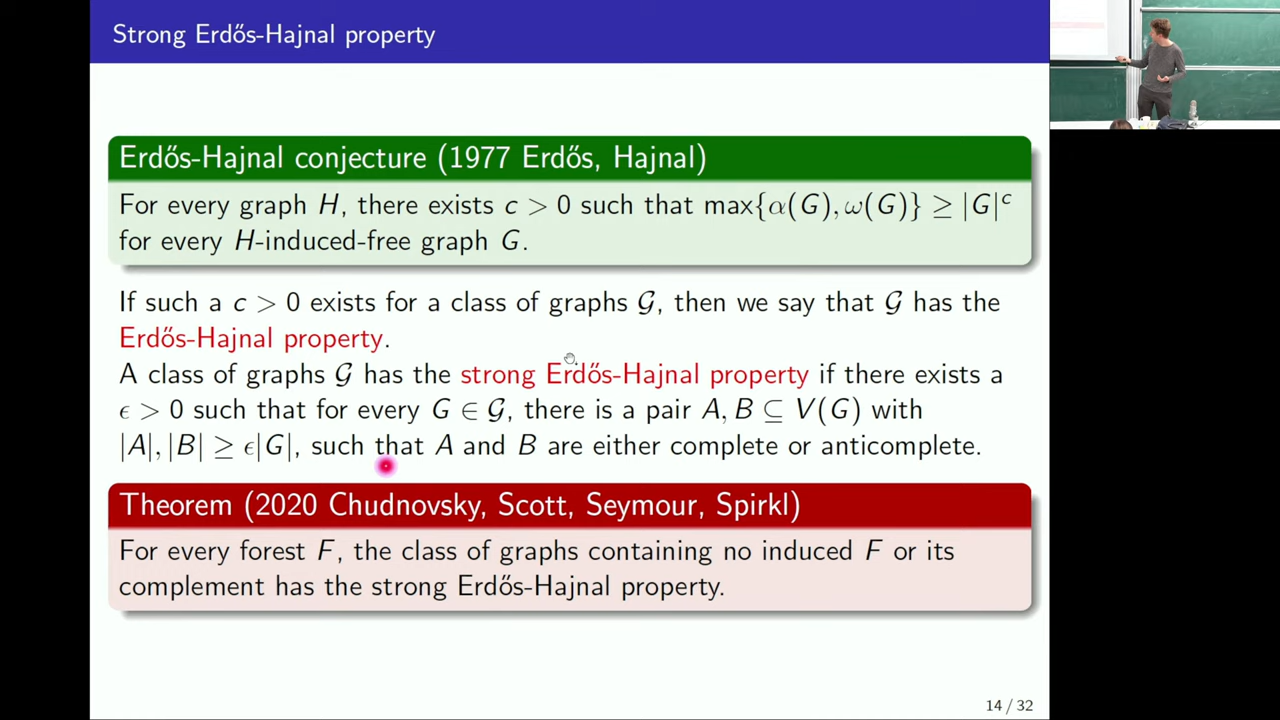 Strong Erdős-Hajnal property
Erdős-Hajnal conjecture (1977 Erdős, Hajnal)
For every graph H, there exists c > 0 such that max{α(G), ω(G)} ≥ |G|ᶜ
for every H-induced-free graph G.
If such a c > 0 exists for a class of graphs 𝒢, then we say that 𝒢 has the
Erdős-Hajnal property.
A class of graphs 𝒢 has the strong Erdős-Hajnal property if there exists a
ϵ > 0 such that for every G ∈ 𝒢, there is a pair A, B ⊆ V(G) with
|A|, |B| ≥ ϵ|G|, such that A and B are either complete or anticomplete.
Theorem (2020 Chudnovsky, Scott, Seymour, Spirkl)
For every forest F, the class of graphs containing no induced F or its
complement has the strong Erdős-Hajnal property.
14 / 32